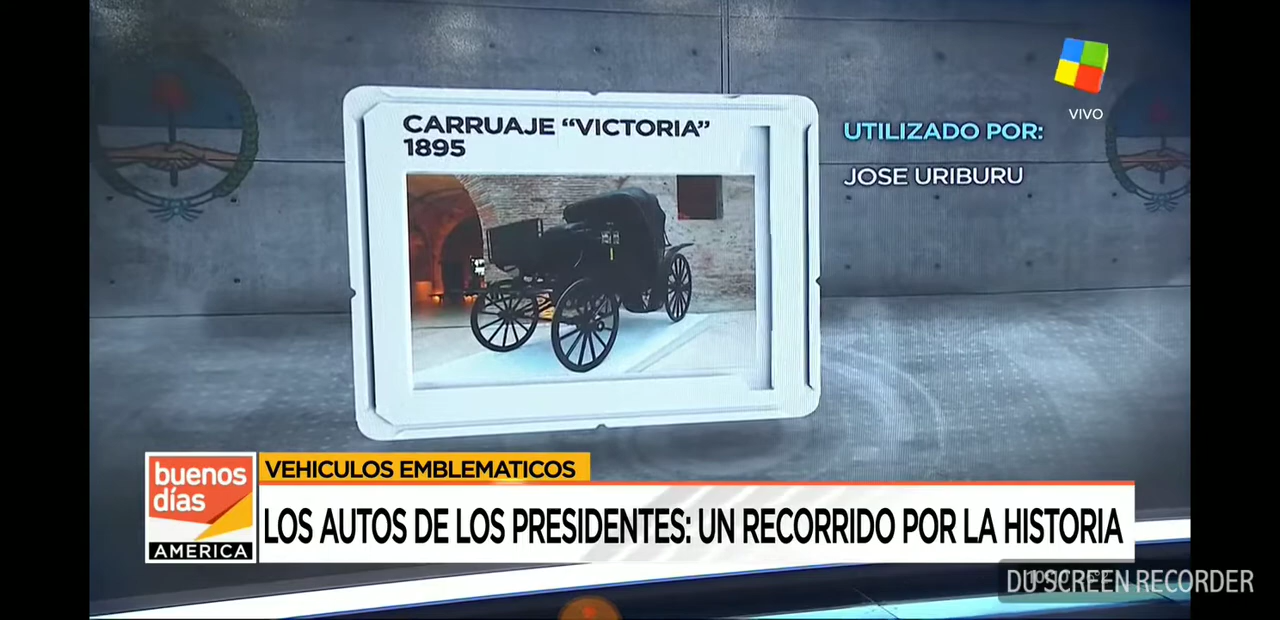 CARRUAJE “VICTORIA”
1895
UTILIZADO POR:
JOSE URIBURU
VIVO
VEHICULOS EMBLEMATICOS
buenos
días
AMERICA
LOS AUTOS DE LOS PRESIDENTES: UN RECORRIDO POR LA HISTORIA
DU SCREEN RECORDER